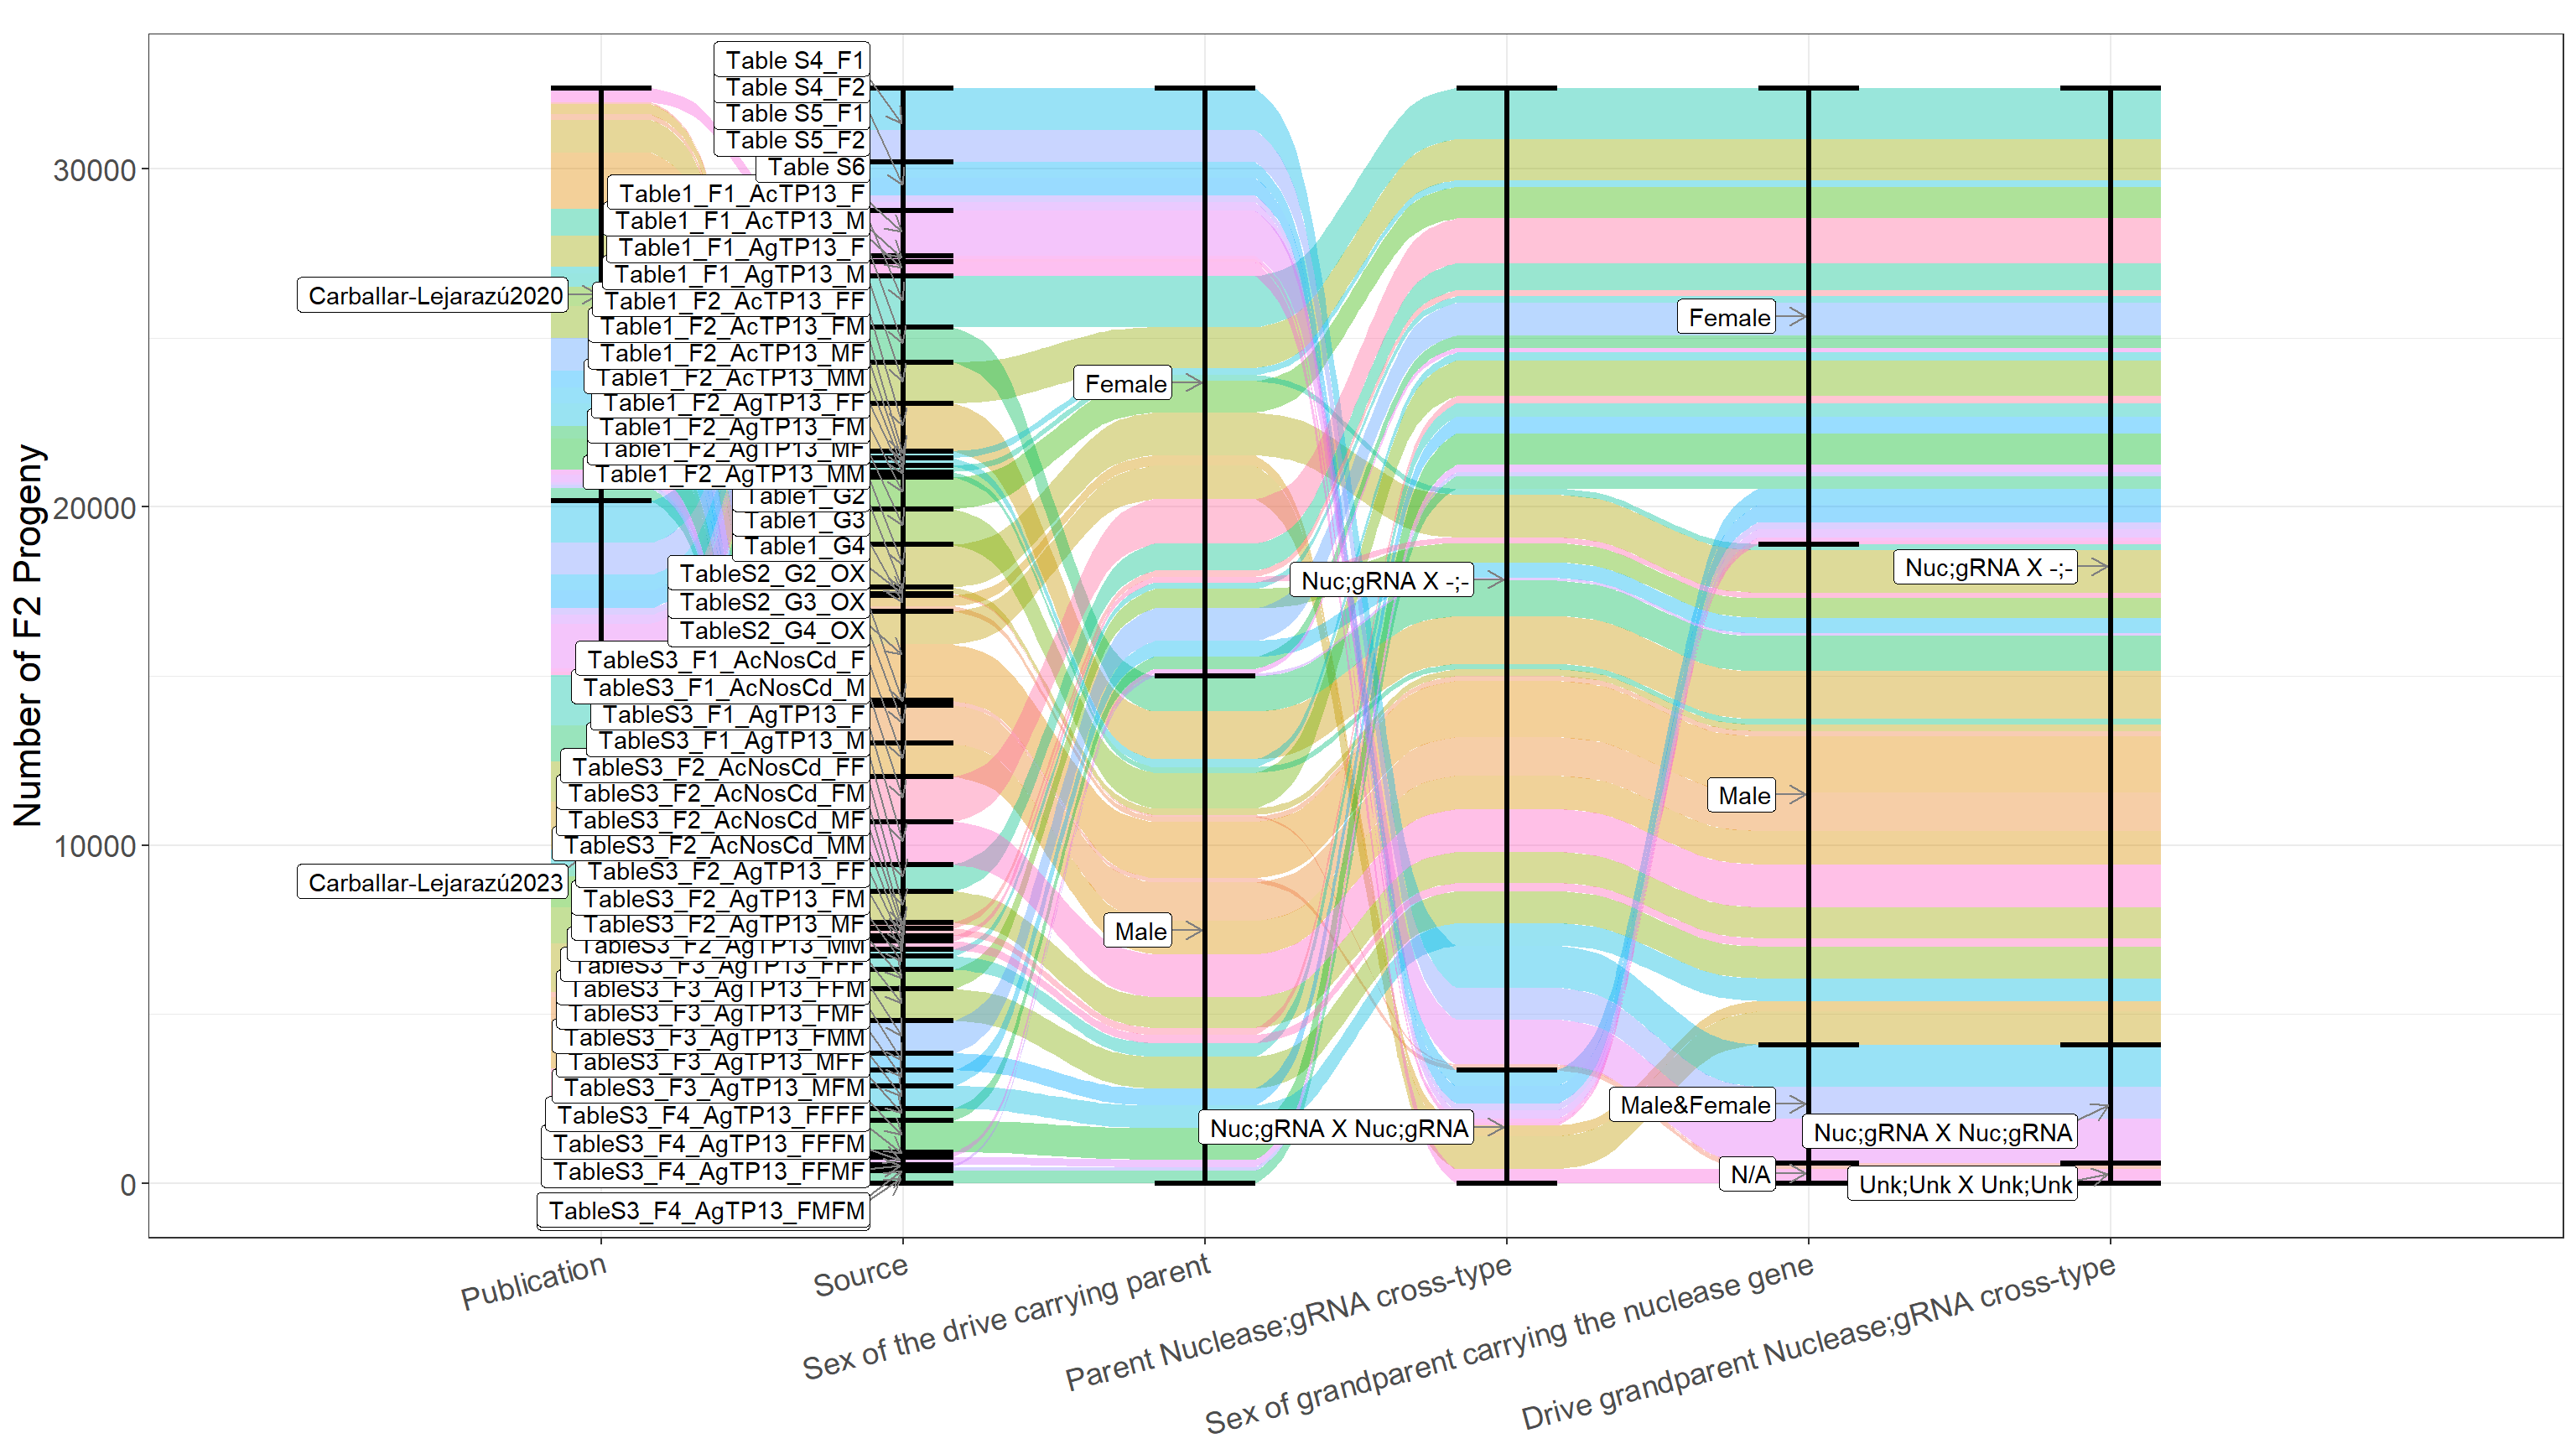 Number of F2 Progeny
30000
20000
10000
0
Carballar-Lejarazú2020
Carballar-Lejarazú2023
Table S4_F1
Table S4_F2
Table S5_F1
Table S5_F2
Table S6
Table1_F1_AcTP13_F
Table1_F1_AcTP13_M
Table1_F1_AgTP13_F
Table1_F1_AgTP13_M
Table1_F2_AcTP13_FF
Table1_F2_AcTP13_FM
Table1_F2_AcTP13_MF
Table1_F2_AcTP13_MM
Table1_F2_AgTP13_FF
Table1_F2_AgTP13_FM
Table1_F2_AgTP13_MF
Table1_F2_AgTP13_MM
Table1_G2
Table1_G3
Table1_G4
TableS2_G2_OX
TableS2_G3_OX
TableS2_G4_OX
TableS3_F1_AcNosCd_F
TableS3_F1_AcNosCd_M
TableS3_F1_AgTP13_F
TableS3_F1_AgTP13_M
TableS3_F2_AcNosCd_FF
TableS3_F2_AcNosCd_FM
TableS3_F2_AcNosCd_MF
TableS3_F2_AcNosCd_MM
TableS3_F2_AgTP13_FF
TableS3_F2_AgTP13_FM
TableS3_F2_AgTP13_MF
TableS3_F2_AgTP13_MM
TableS3_F3_AgTP13_FFF
TableS3_F3_AgTP13_FFM
TableS3_F3_AgTP13_FMF
TableS3_F3_AgTP13_FMM
TableS3_F3_AgTP13_MFF
TableS3_F3_AgTP13_MFM
TableS3_F4_AgTP13_FFFF
TableS3_F4_AgTP13_FFFM
TableS3_F4_AgTP13_FFMF
TableS3_F4_AgTP13_FMFM
Female
Male
Nuc;gRNA X -;-
Nuc;gRNA X Nuc;gRNA
Female
Male
Male&Female
N/A
Nuc;gRNA X -;-
Nuc;gRNA X Nuc;gRNA
Unk;Unk X Unk;Unk
Publication
Source
Sex of the drive carrying parent
Parent Nuclease;gRNA cross-type
Sex of grandparent carrying the nuclease gene
Drive grandparent Nuclease;gRNA cross-type